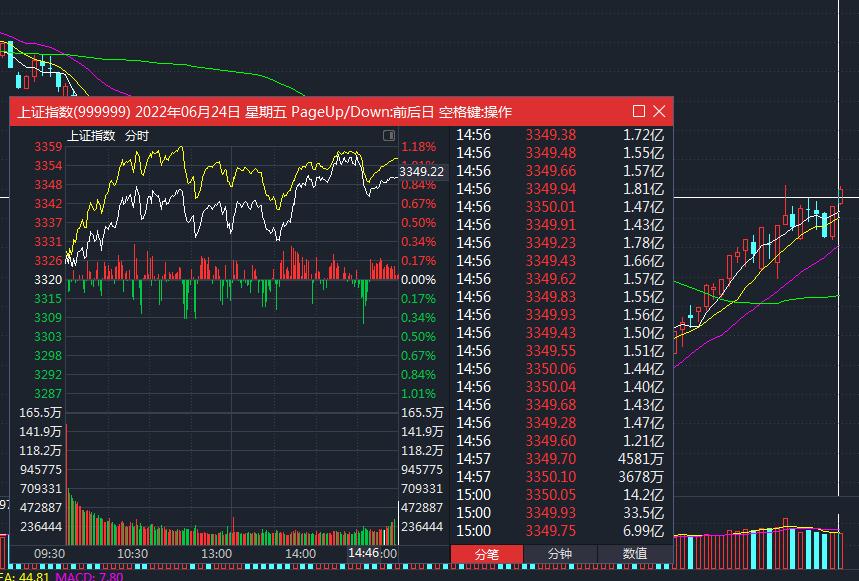 上证指数(999999) 2022年06月24日 星期五 PageUp/Down:前后日 空格键:操作
上证指数 分时
3359 1.18%
3354 1.01%
3349.22
3348 0.84%
3342 0.67%
3337 0.50%
3331 0.34%
3326 0.17%
3320 0.00%
3315 0.17%
3309 0.34%
3303 0.50%
3298 0.67%
3292 0.84%
3287 1.01%
165.5万 165.5万
141.9万 141.9万
118.2万 118.2万
945775 945775
709331 709331
472887 472887
236444 236444
09:30 10:30 13:00 14:00 14:46 :00
14:56 3349.38 1.72亿
14:56 3349.48 1.55亿
14:56 3349.66 1.57亿
14:56 3349.94 1.81亿
14:56 3350.01 1.47亿
14:56 3349.91 1.43亿
14:56 3349.23 1.78亿
14:56 3349.43 1.66亿
14:56 3349.62 1.57亿
14:56 3349.83 1.55亿
14:56 3349.93 1.56亿
14:56 3349.43 1.50亿
14:56 3349.55 1.51亿
14:56 3350.06 1.44亿
14:56 3350.04 1.40亿
14:56 3349.68 1.43亿
14:56 3349.28 1.47亿
14:56 3349.60 1.21亿
14:57 3349.70 4581万
14:57 3350.10 3678万
15:00 3350.05 14.2亿
15:00 3349.93 33.5亿
15:00 3349.75 6.99亿
分笔 分钟 数值
EA: 44.81 MACD: 7.80